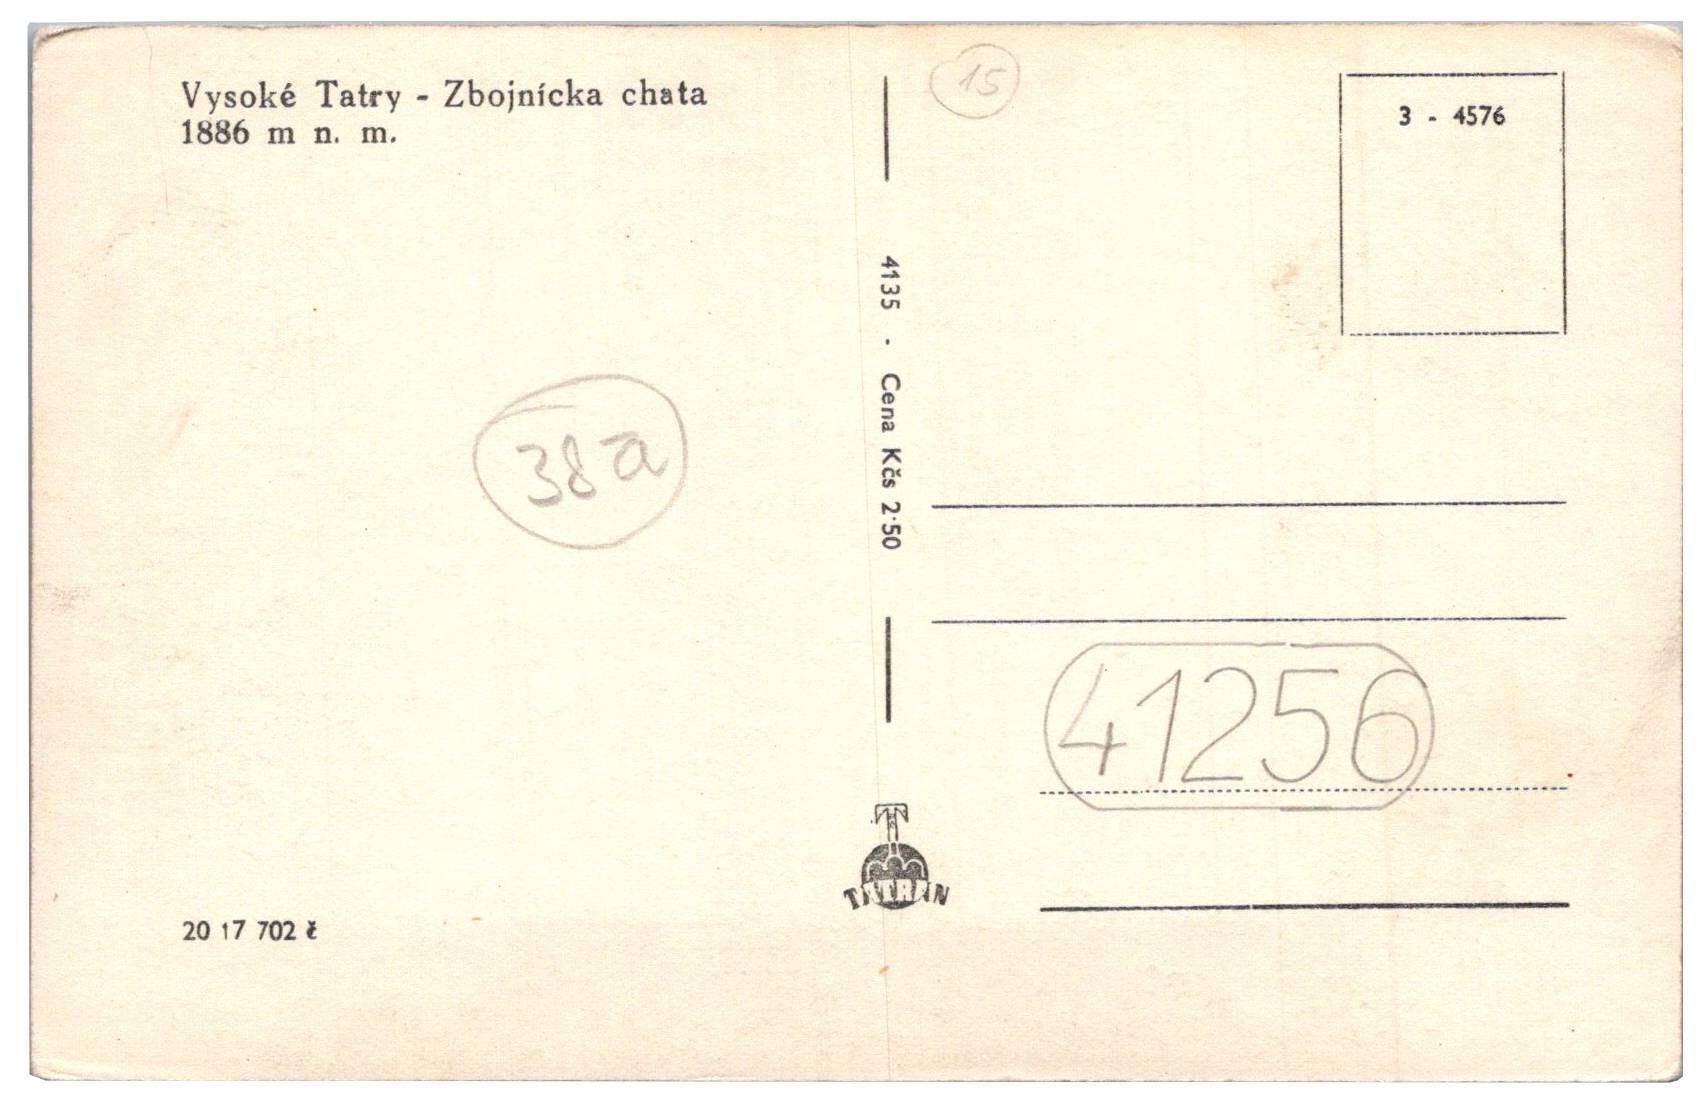 Vysoké Tatry - Zbojnícka chata
1886 m n. m.
38a
20 17 702 č
4135 - Cena Kčs 2·50
TATRAN
15
3 - 4576
41256